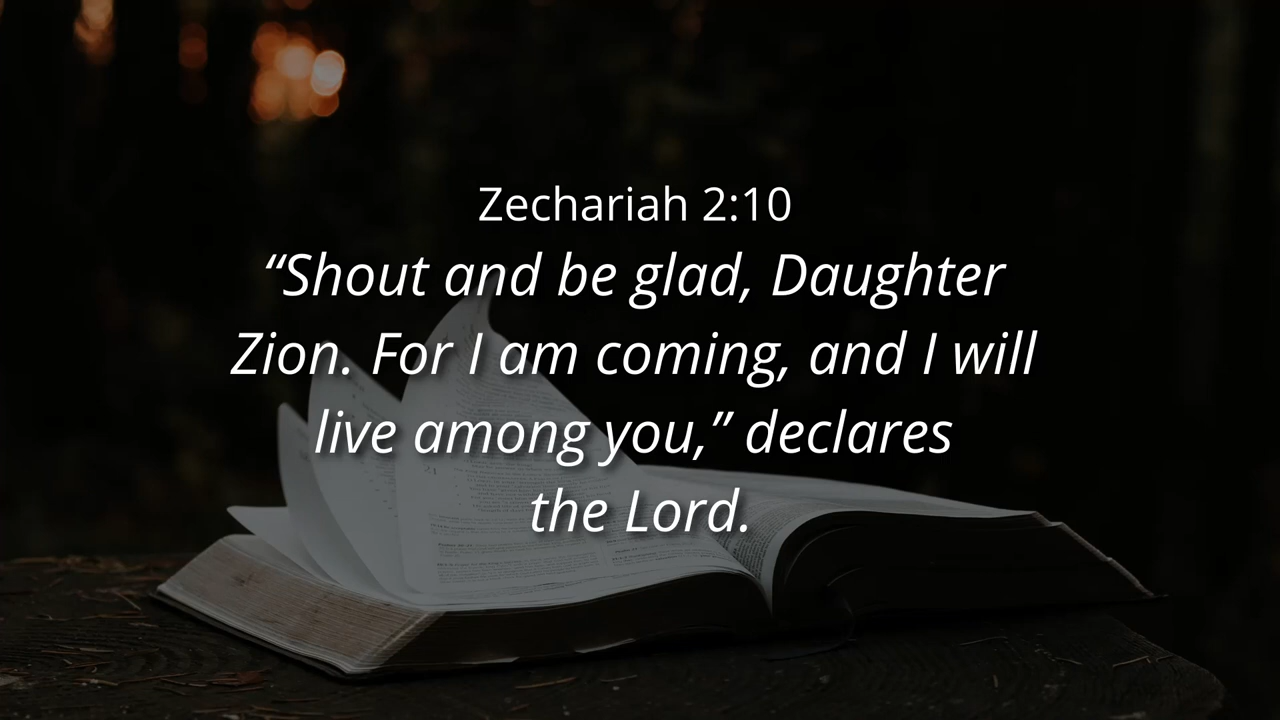 Zechariah 2:10
“Shout and be glad, Daughter
Zion. For I am coming, and I will
live among you,” declares
the Lord.